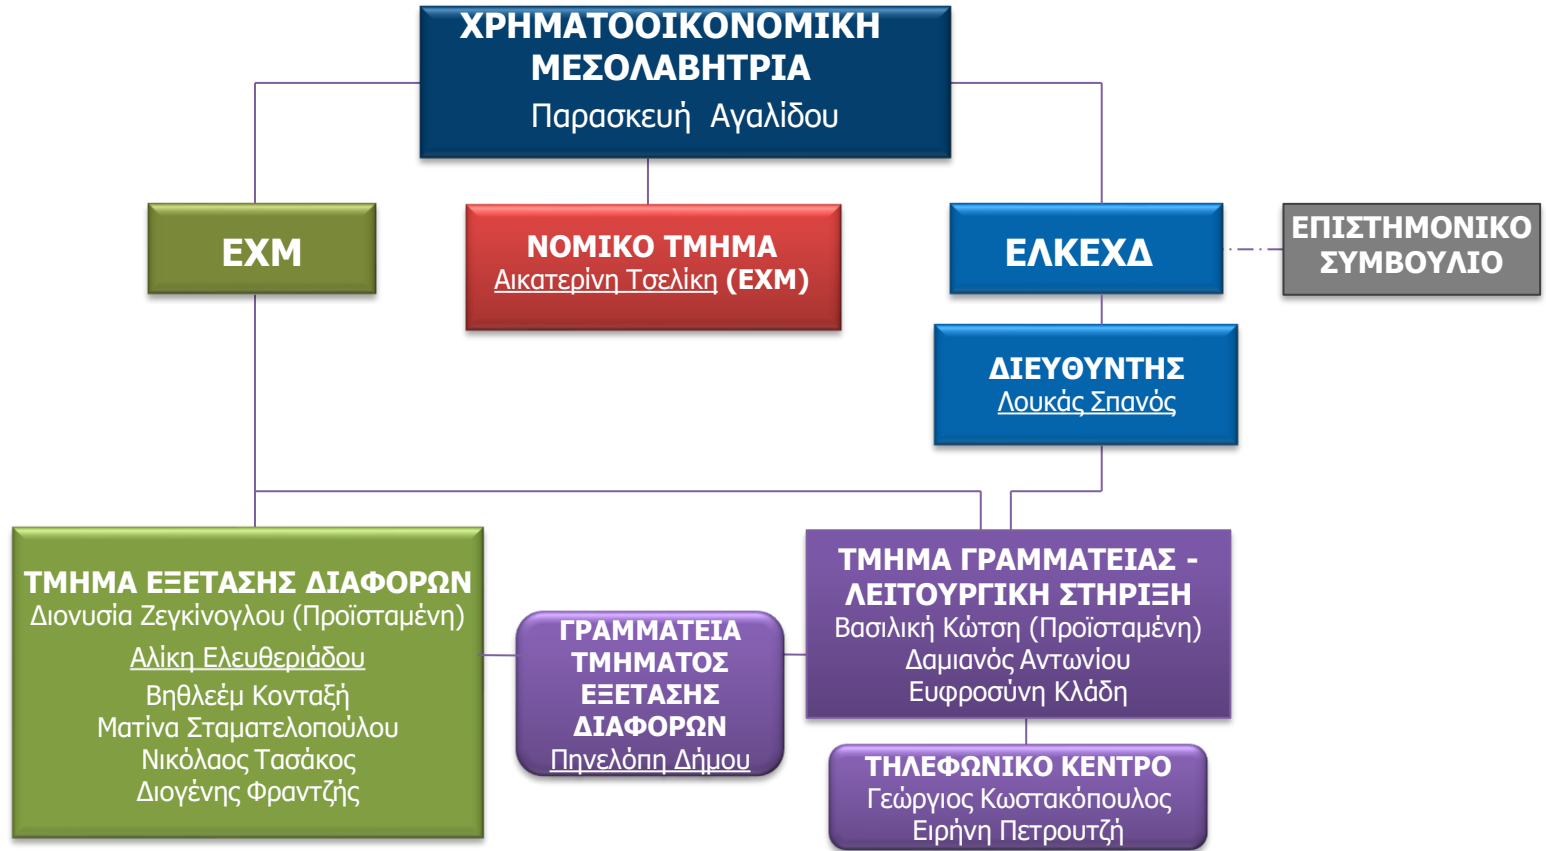 ΧΡΗΜΑΤΟΟΙΚΟΝΟΜΙΚΗ
ΜΕΣΟΛΑΒΗΤΡΙΑ
Παρασκευή Αγαλίδου
ΕΧΜ
ΝΟΜΙΚΟ ΤΜΗΜΑ
Αικατερίνη Τσελίκη (ΕΧΜ)
ΕΛΚΕΧΔ
ΕΠΙΣΤΗΜΟΝΙΚΟ
ΣΥΜΒΟΥΛΙΟ
ΔΙΕΥΘΥΝΤΗΣ
Λουκάς Σπανός
ΤΜΗΜΑ ΕΞΕΤΑΣΗΣ ΔΙΑΦΟΡΩΝ
Διονυσία Ζεγκίνογλου (Προϊσταμένη)
Αλίκη Ελευθεριάδου
Βηθλεέμ Κονταξή
Ματίνα Σταματελοπούλου
Νικόλαος Τασάκος
Διογένης Φραντζής
ΓΡΑΜΜΑΤΕΙΑ
ΤΜΗΜΑΤΟΣ
ΕΞΕΤΑΣΗΣ
ΔΙΑΦΟΡΩΝ
Πηνελόπη Δήμου
ΤΜΗΜΑ ΓΡΑΜΜΑΤΕΙΑΣ -
ΛΕΙΤΟΥΡΓΙΚΗ ΣΤΗΡΙΞΗ
Βασιλική Κώτση (Προϊσταμένη)
Δαμιανός Αντωνίου
Ευφροσύνη Κλάδη
ΤΗΛΕΦΩΝΙΚΟ ΚΕΝΤΡΟ
Γεώργιος Κωστακόπουλος
Ειρήνη Πετρουτζή